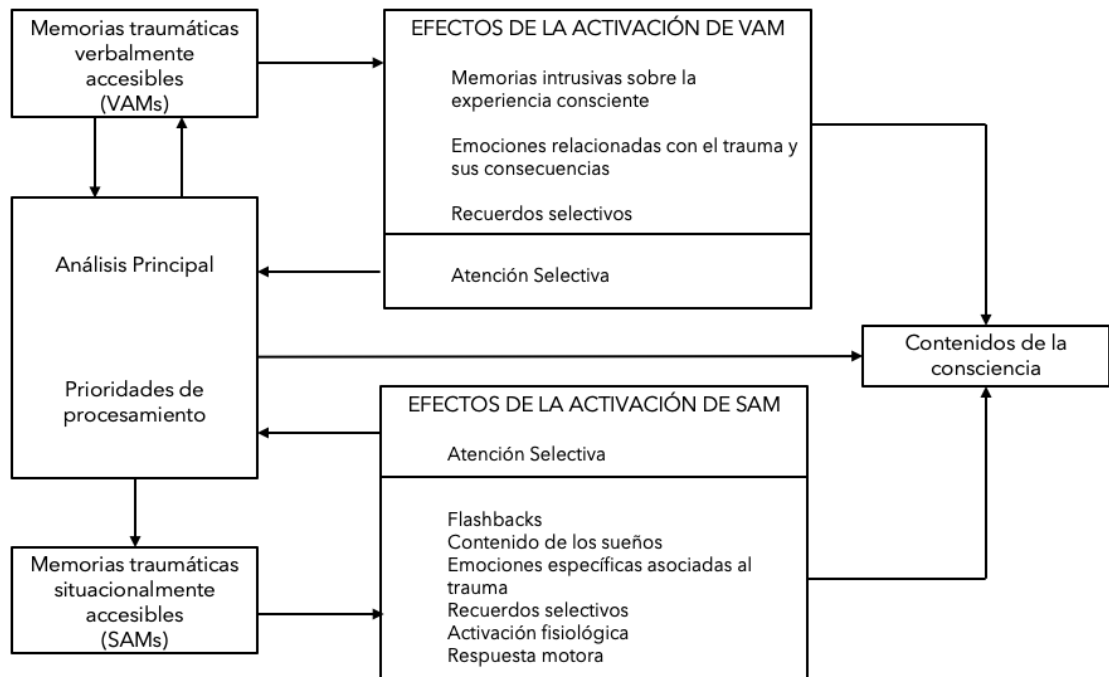 Memorias traumáticas
verbalmente
accesibles
(VAMs)
EFECTOS DE LA ACTIVACIÓN DE VAM
Memorias intrusivas sobre la
experiencia consciente
Emociones relacionadas con el trauma y
sus consecuencias
Recuerdos selectivos
Atención Selectiva
Análisis Principal
Prioridades de
procesamiento
Contenidos de la
consciencia
EFECTOS DE LA ACTIVACIÓN DE SAM
Atención Selectiva
Flashbacks
Contenido de los sueños
Emociones específicas asociadas al
trauma
Recuerdos selectivos
Activación fisiológica
Respuesta motora
Memorias traumáticas
situacionalmente
accesibles
(SAMs)